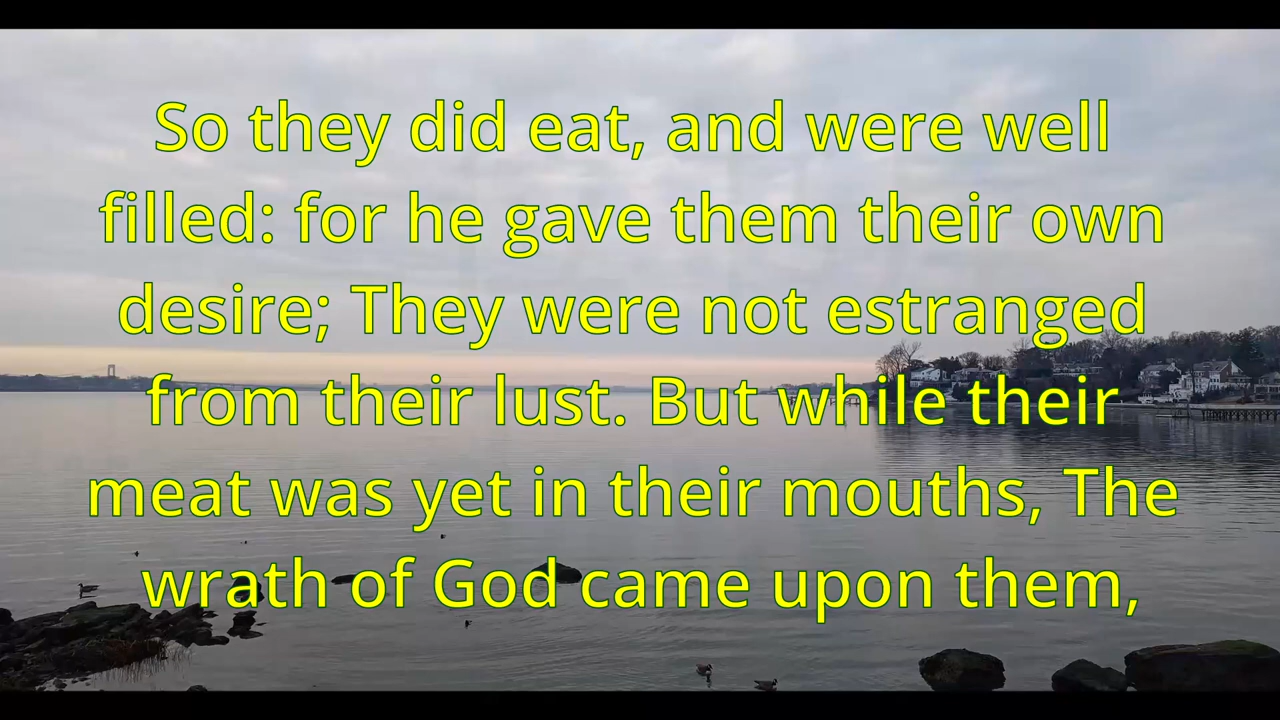 So they did eat, and were well
filled: for he gave them their own
desire; They were not estranged
from their lust. But while their
meat was yet in their mouths, The
wrath of God came upon them,